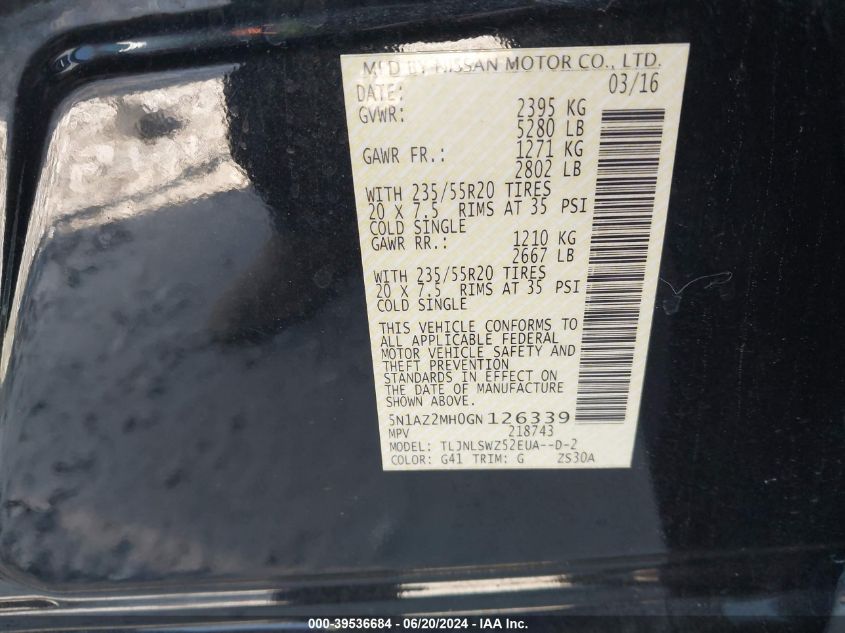 MFD BY NISSAN MOTOR CO., LTD.
DATE: 03/16
GVWR: 2395 KG
5280 LB
GAWR FR.: 1271 KG
2802 LB
WITH 235/55R20 TIRES
20 X 7.5 RIMS AT 35 PSI
COLD SINGLE
GAWR RR.: 1210 KG
2667 LB
WITH 235/55R20 TIRES
20 X 7.5 RIMS AT 35 PSI
COLD SINGLE
THIS VEHICLE CONFORMS TO
ALL APPLICABLE FEDERAL
MOTOR VEHICLE SAFETY AND
THEFT PREVENTION
STANDARDS IN EFFECT ON
THE DATE OF MANUFACTURE
SHOWN ABOVE.
5N1AZ2MH0GN126339
MPV 218743
MODEL: TLJNLSWZ52EUA--D-2
COLOR: G41 TRIM: G ZS30A
000-39536684 / 06/20/2024 - IAA Inc.